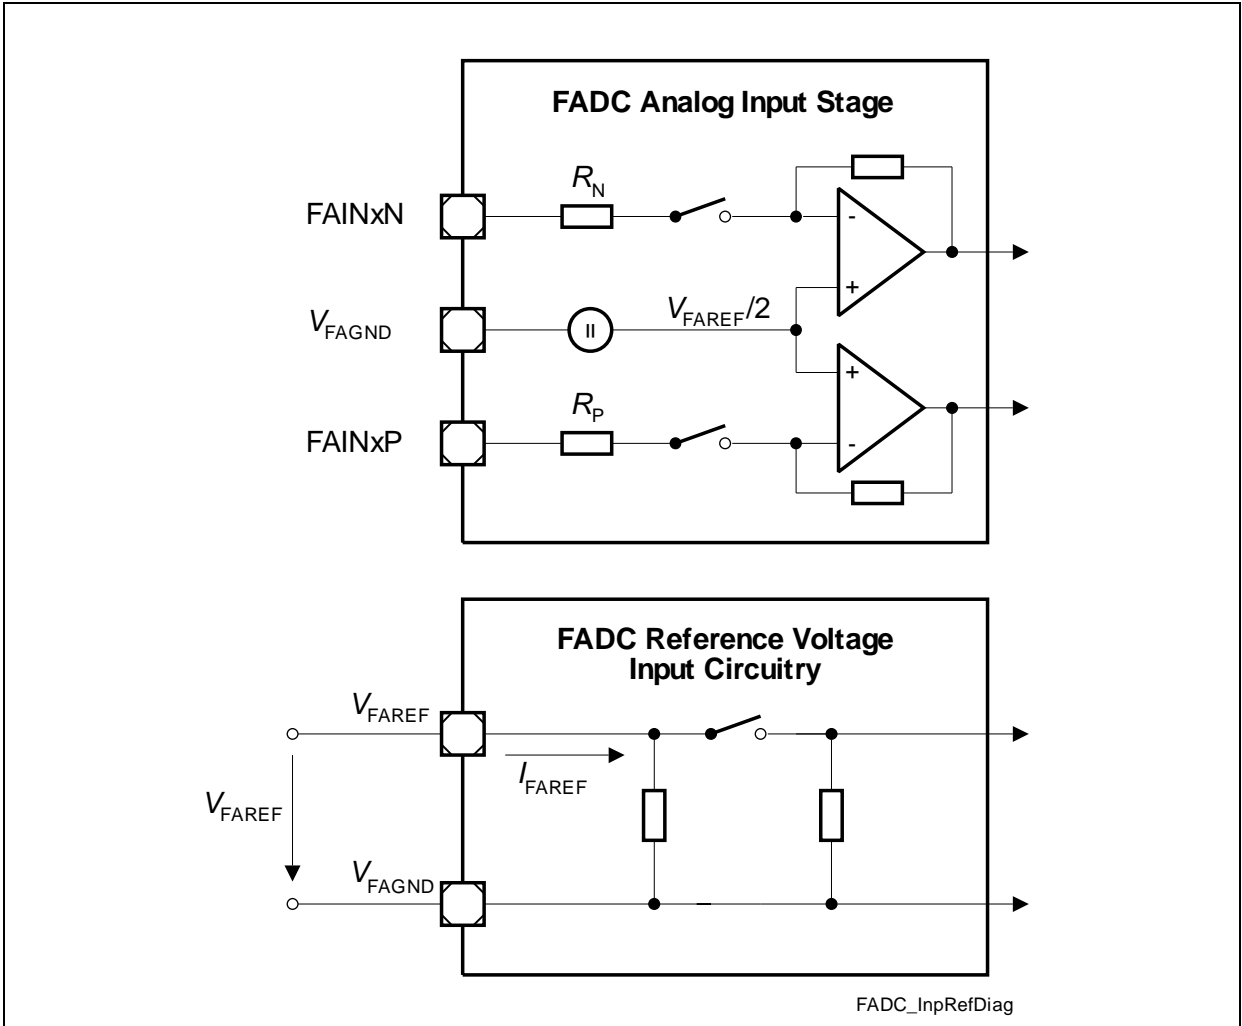 FADC Analog Input Stage
RN
FAINxN
-
+
VFAREF/2
VFAGND
=
+
RP
FAINxP
-
FADC Reference Voltage
Input Circuitry
VFAREF
IFAREF
VFAREF
VFAGND
FADC_InpRefDiag